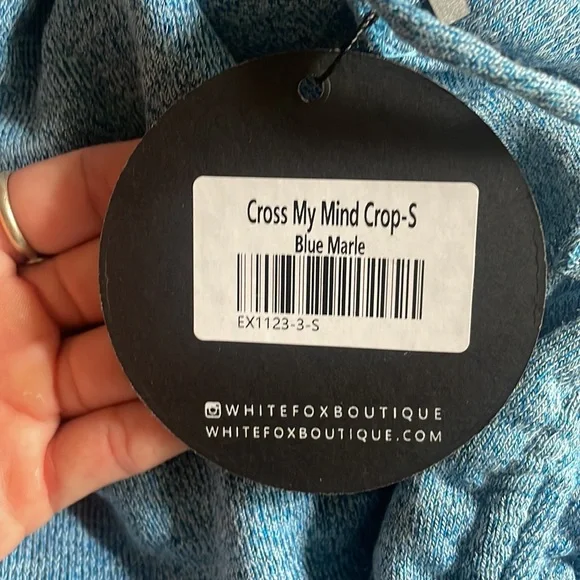 Cross My Mind Crop-S
Blue Marle
EX1123-3-S
WHITEFOXBOUTIQUE
WHITEFOXBOUTIQUE.COM